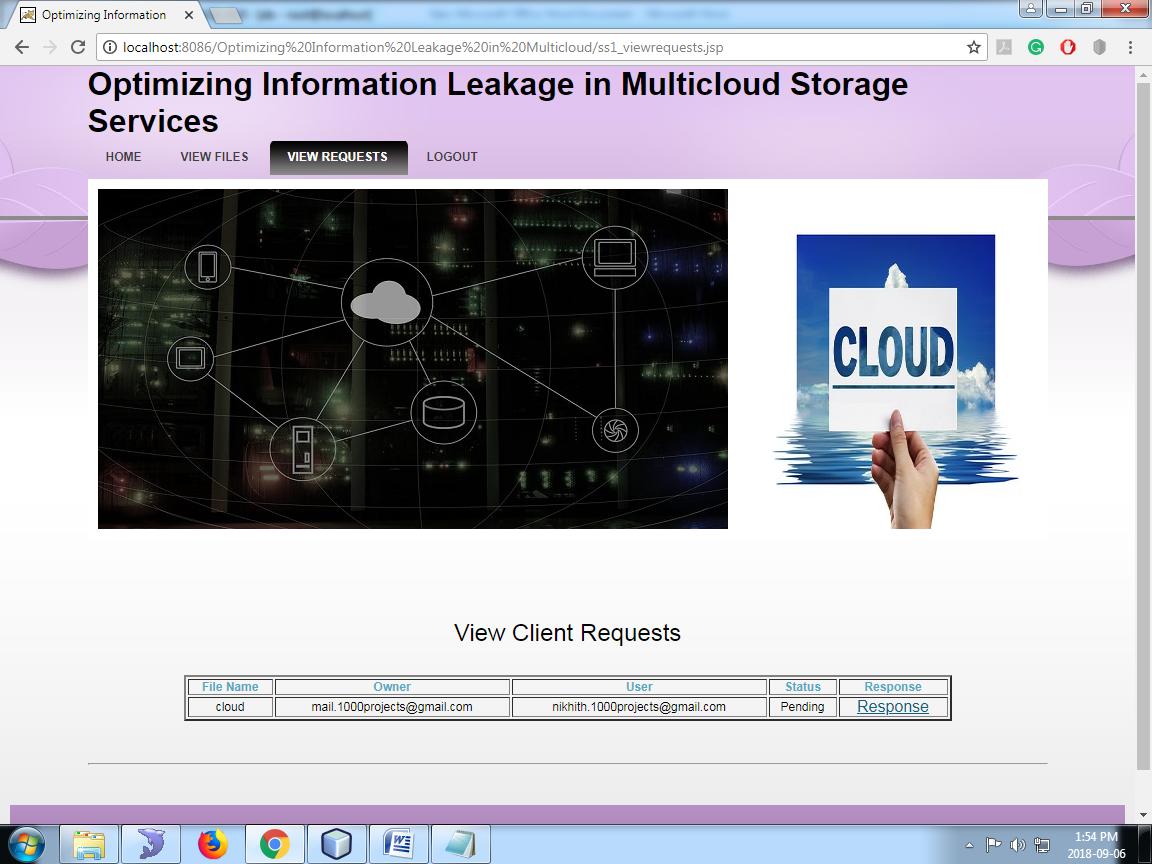 Optimizing Information
localhost:8086/Optimizing%20Information%20Leakage%20in%20Multicloud/ss1_viewrequests.jsp
Optimizing Information Leakage in Multicloud Storage
Services
HOME VIEW FILES VIEW REQUESTS LOGOUT
CLOUD
View Client Requests
File Name Owner User Status Response
cloud mail.1000projects@gmail.com nikhith.1000projects@gmail.com Pending Response
1:54 PM
2018-09-06